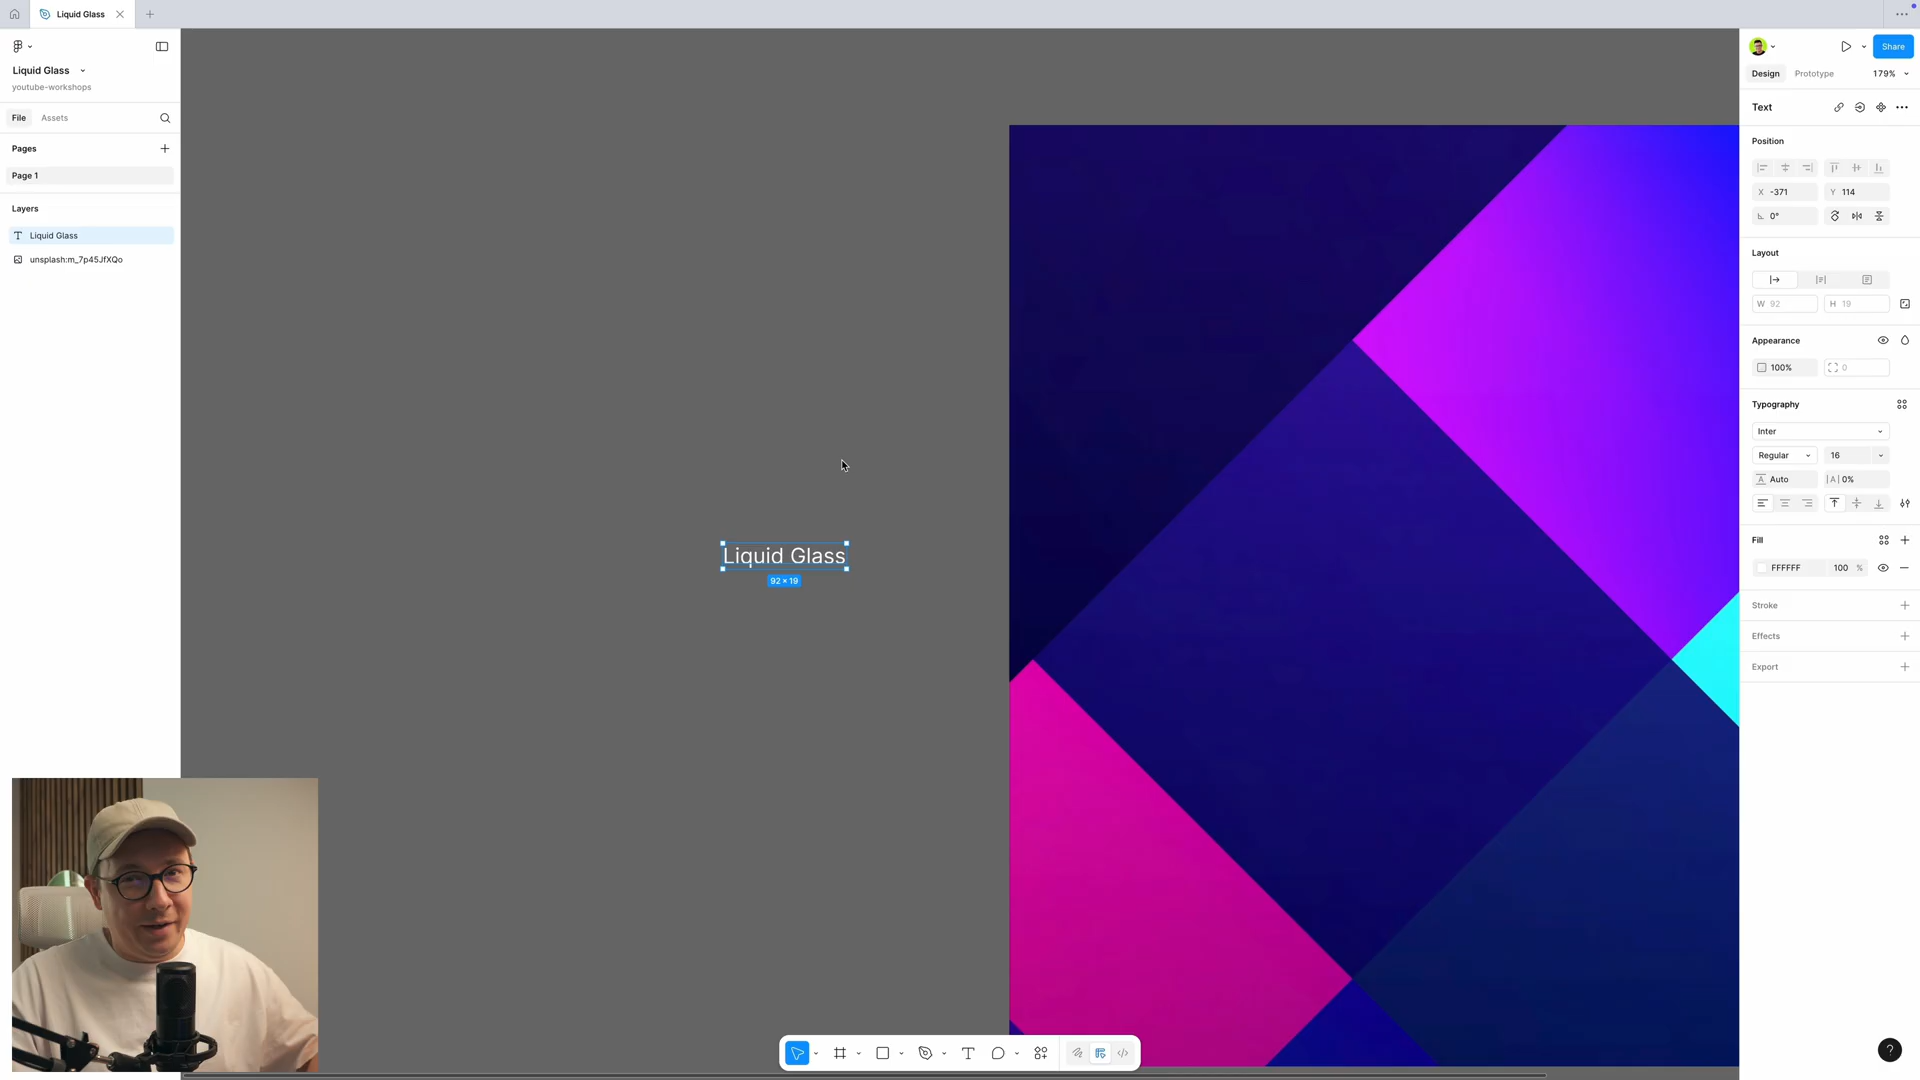 Liquid Glass
Liquid Glass
youtube-workshops
File
Assets
Pages
Page 1
Layers
Liquid Glass
unsplash:m_7p45JfXQo
Liquid Glass
92 × 19
Share
Design
Prototype
179%
Text
Position
X -371
Y 114
0°
Layout
W 92
H 19
Appearance
100%
0
Typography
Inter
Regular
16
Auto
|A| 0%
Fill
FFFFFF
100 %
Stroke
Effects
Export
?